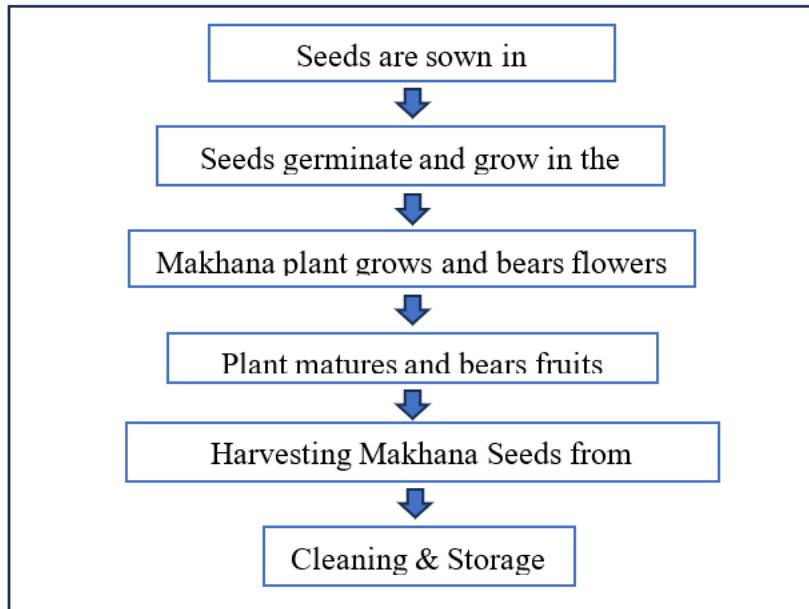 Seeds are sown in
Seeds germinate and grow in the
Makhana plant grows and bears flowers
Plant matures and bears fruits
Harvesting Makhana Seeds from
Cleaning & Storage